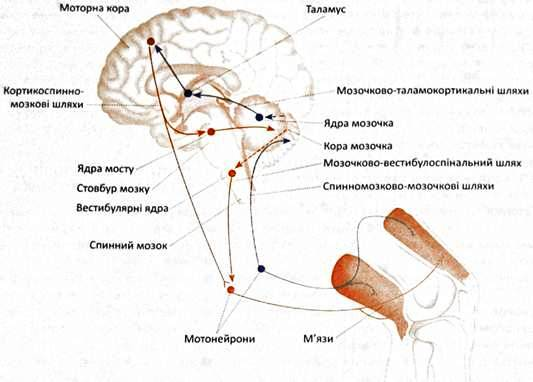 Моторна кора
Таламус
Кортикоспинно-
мозкові шляхи
Мозочково-таламокортикальні шляхи
Ядра мозочка
Кора мозочка
Мозочково-вестибулоспінальний шлях
Спинномозково-мозочкові шляхи
Ядра мосту
Стовбур мозку
Вестибулярні ядра
Спинний мозок
Мотонейрони
М'язи